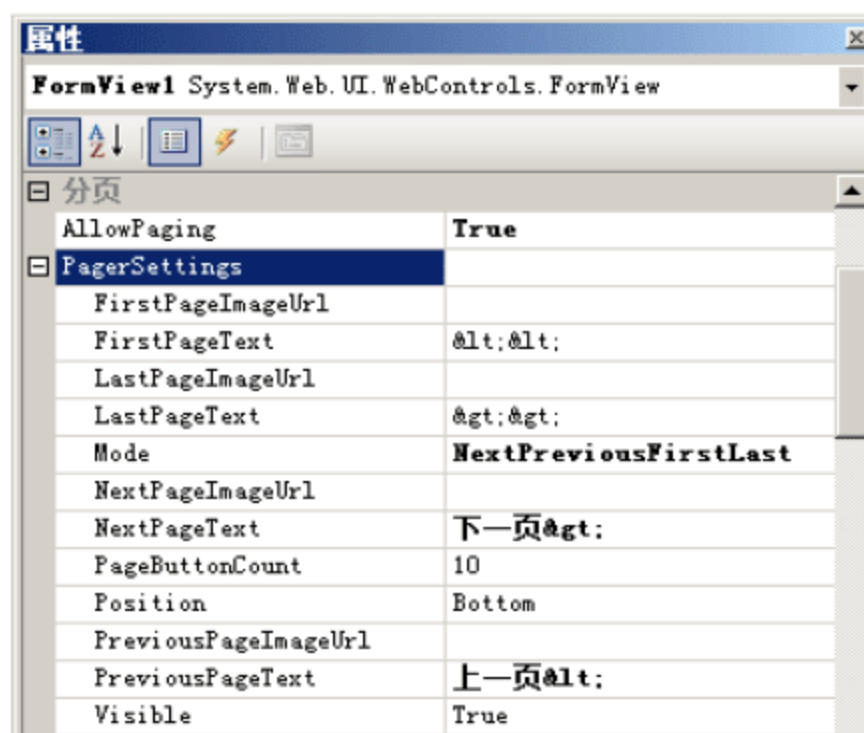 属性
FormView1 System.Web.UI.WebControls.FormView
分页
AllowPaging True
PagerSettings
FirstPageImageUrl
FirstPageText &lt;&lt;
LastPageImageUrl
LastPageText &gt;&gt;
Mode NextPreviousFirstLast
NextPageImageUrl
NextPageText 下一页&gt;
PageButtonCount 10
Position Bottom
PreviousPageImageUrl
PreviousPageText 上一页&lt;
Visible True